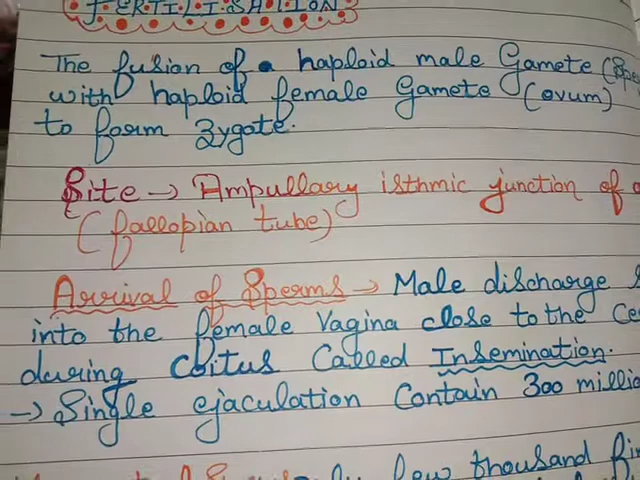 FERTILISATION
The fusion of a haploid male Gamete
with haploid female Gamete (ovum)
to form Zygote.
Site → Ampullary isthmic junction of
(fallopian tube)
Arrival of Sperms → Male discharge
into the female Vagina close to the
during coitus Called Insemination.
→ Single ejaculation Contain 300
few thousand